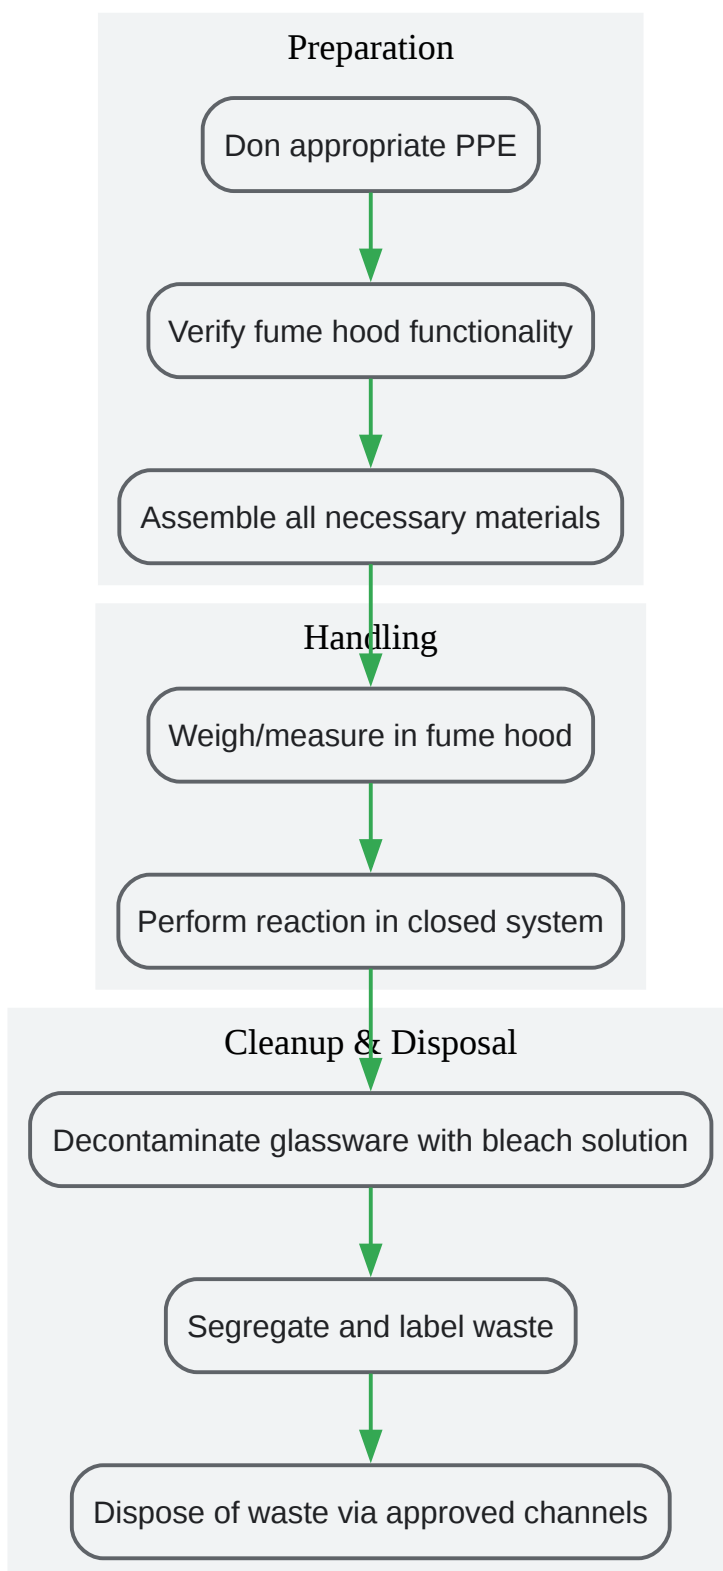 Preparation
Don appropriate PPE
Verify fume hood functionality
Assemble all necessary materials
Handling
Weigh/measure in fume hood
Perform reaction in closed system
Cleanup & Disposal
Decontaminate glassware with bleach solution
Segregate and label waste
Dispose of waste via approved channels